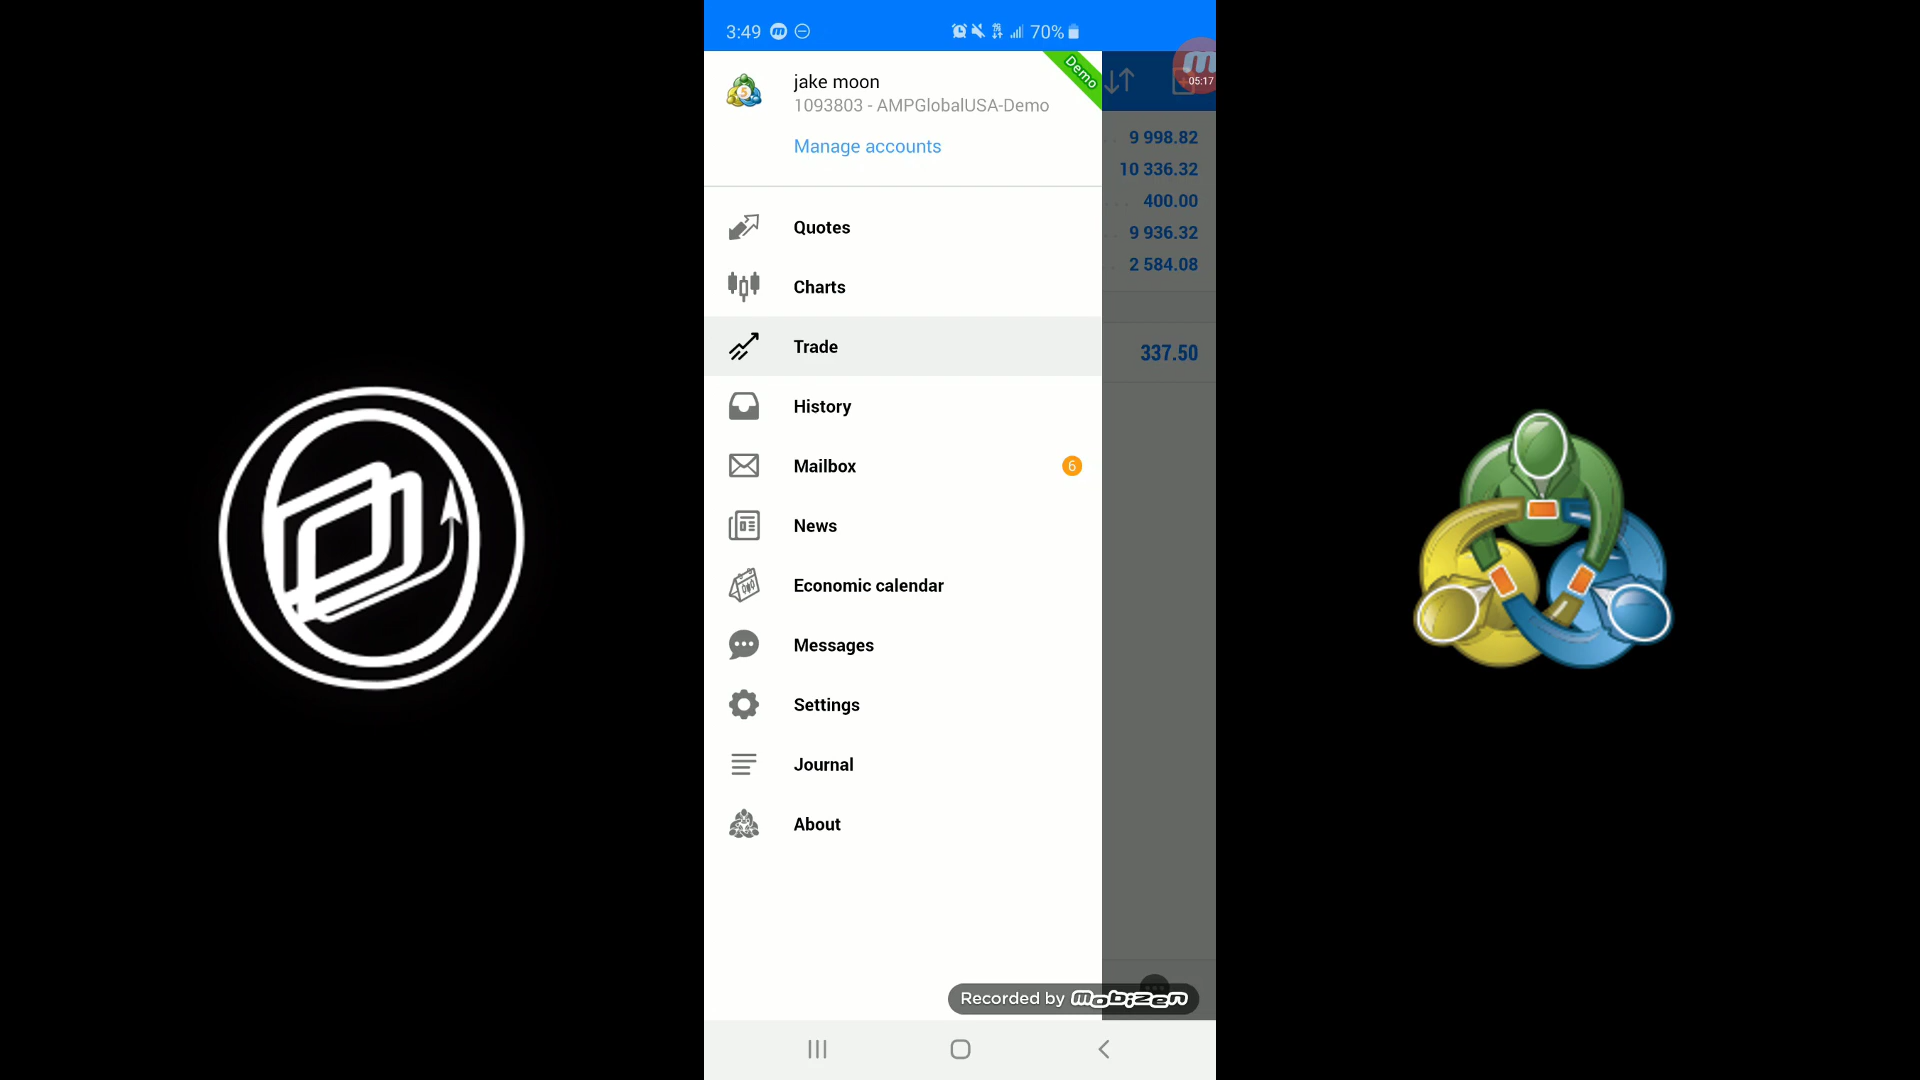 3:49
70%
jake moon
1093803 - AMPGlobalUSA-Demo
Demo
05:17
Manage accounts
9 998.82
10 336.32
400.00
9 936.32
2 584.08
337.50
Quotes
Charts
Trade
History
Mailbox
6
News
Economic calendar
Messages
Settings
Journal
About
Recorded by Mobizen